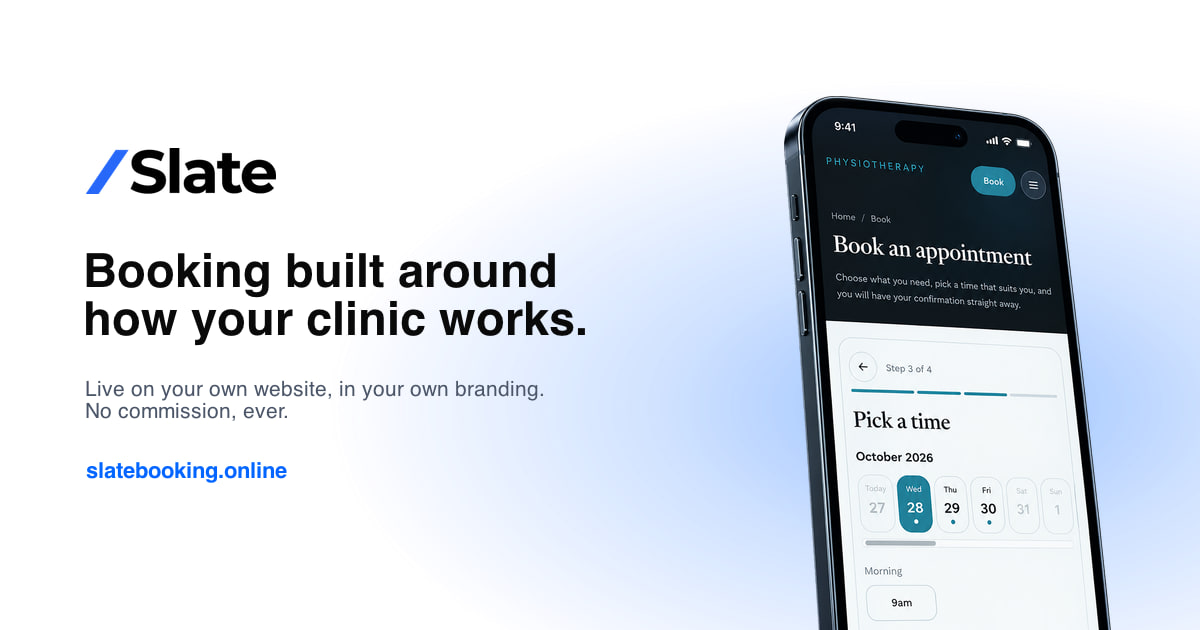 Slate
Booking built around
how your clinic works.
Live on your own website, in your own branding.
No commission, ever.
slatebooking.online
9:41
PHYSIOTHERAPY
Book
Home / Book
Book an appointment
Choose what you need, pick a time that suits you, and
you will have your confirmation straight away.
Step 3 of 4
Pick a time
October 2026
Today Wed Thu Fri Sat Sun
27 28 29 30 31 1
Morning
9am